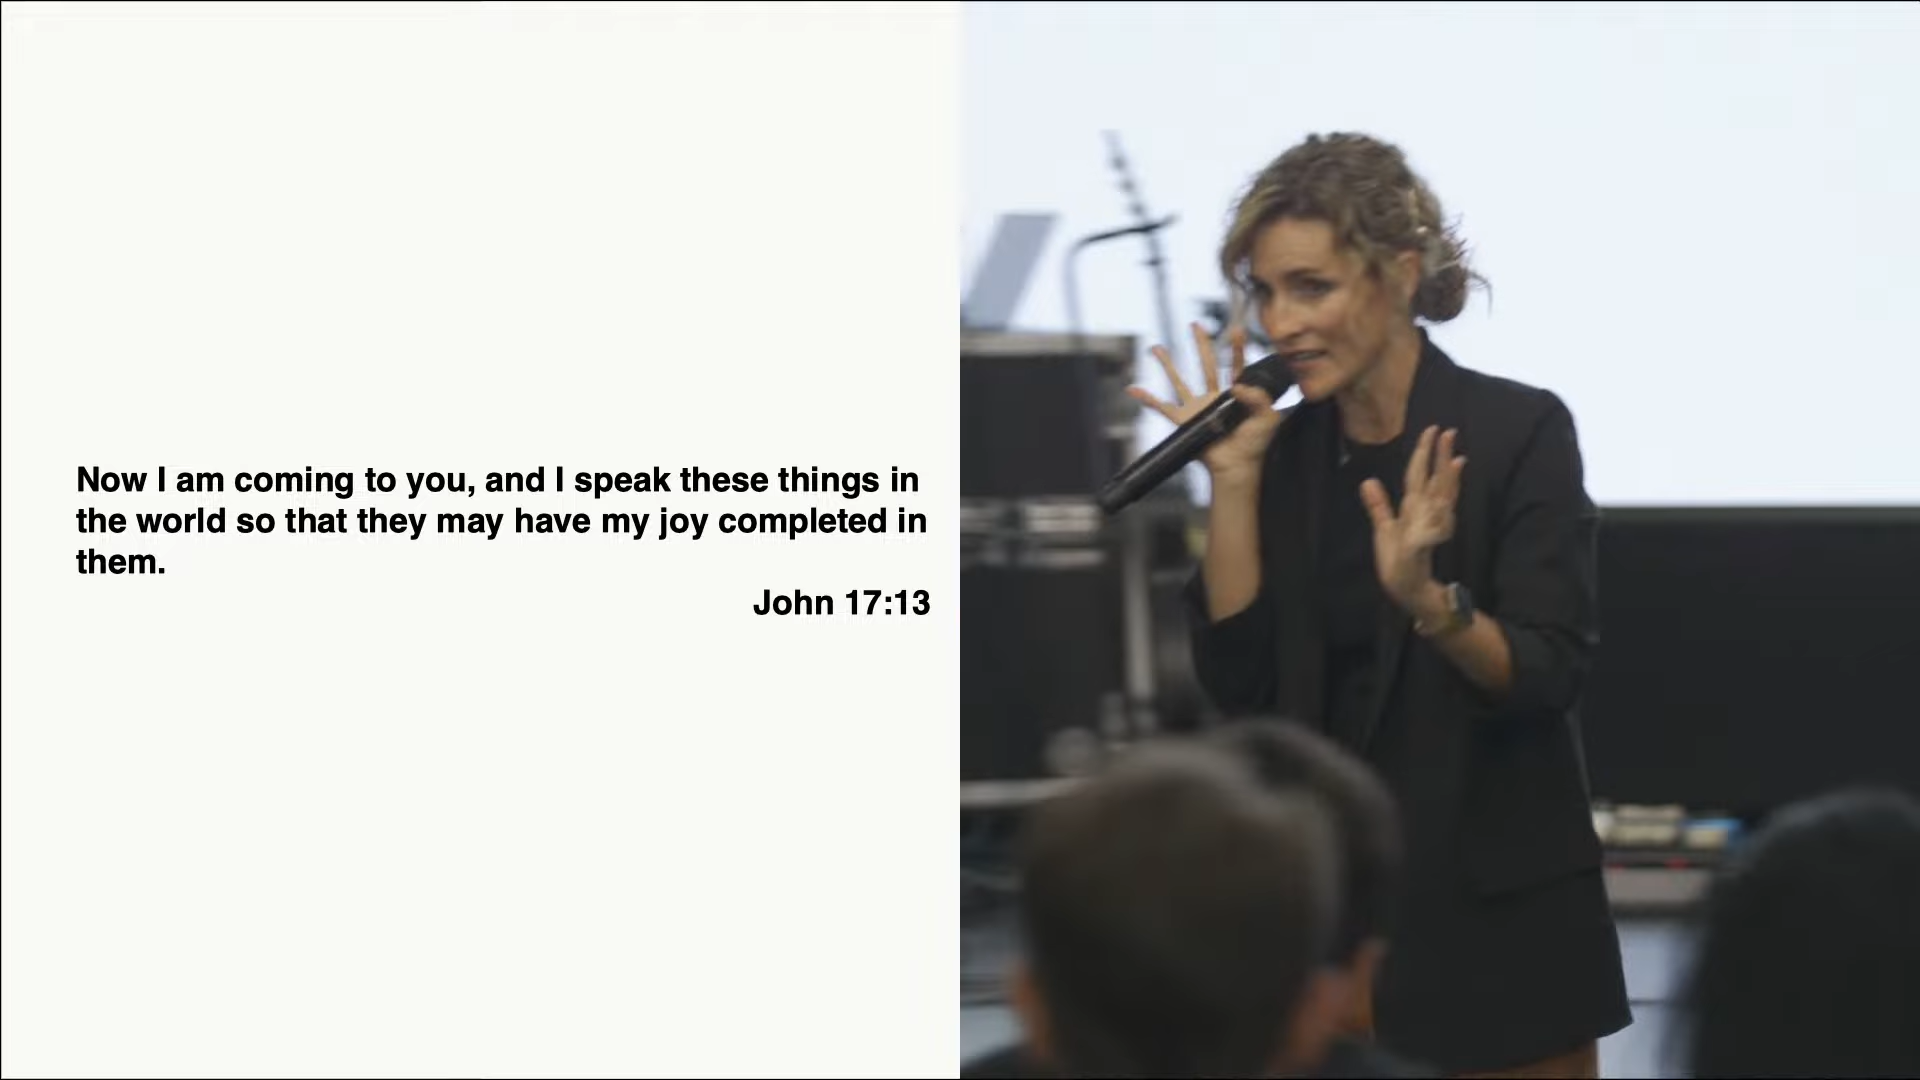 Now I am coming to you, and I speak these things in
the world so that they may have my joy completed in
them.
John 17:13